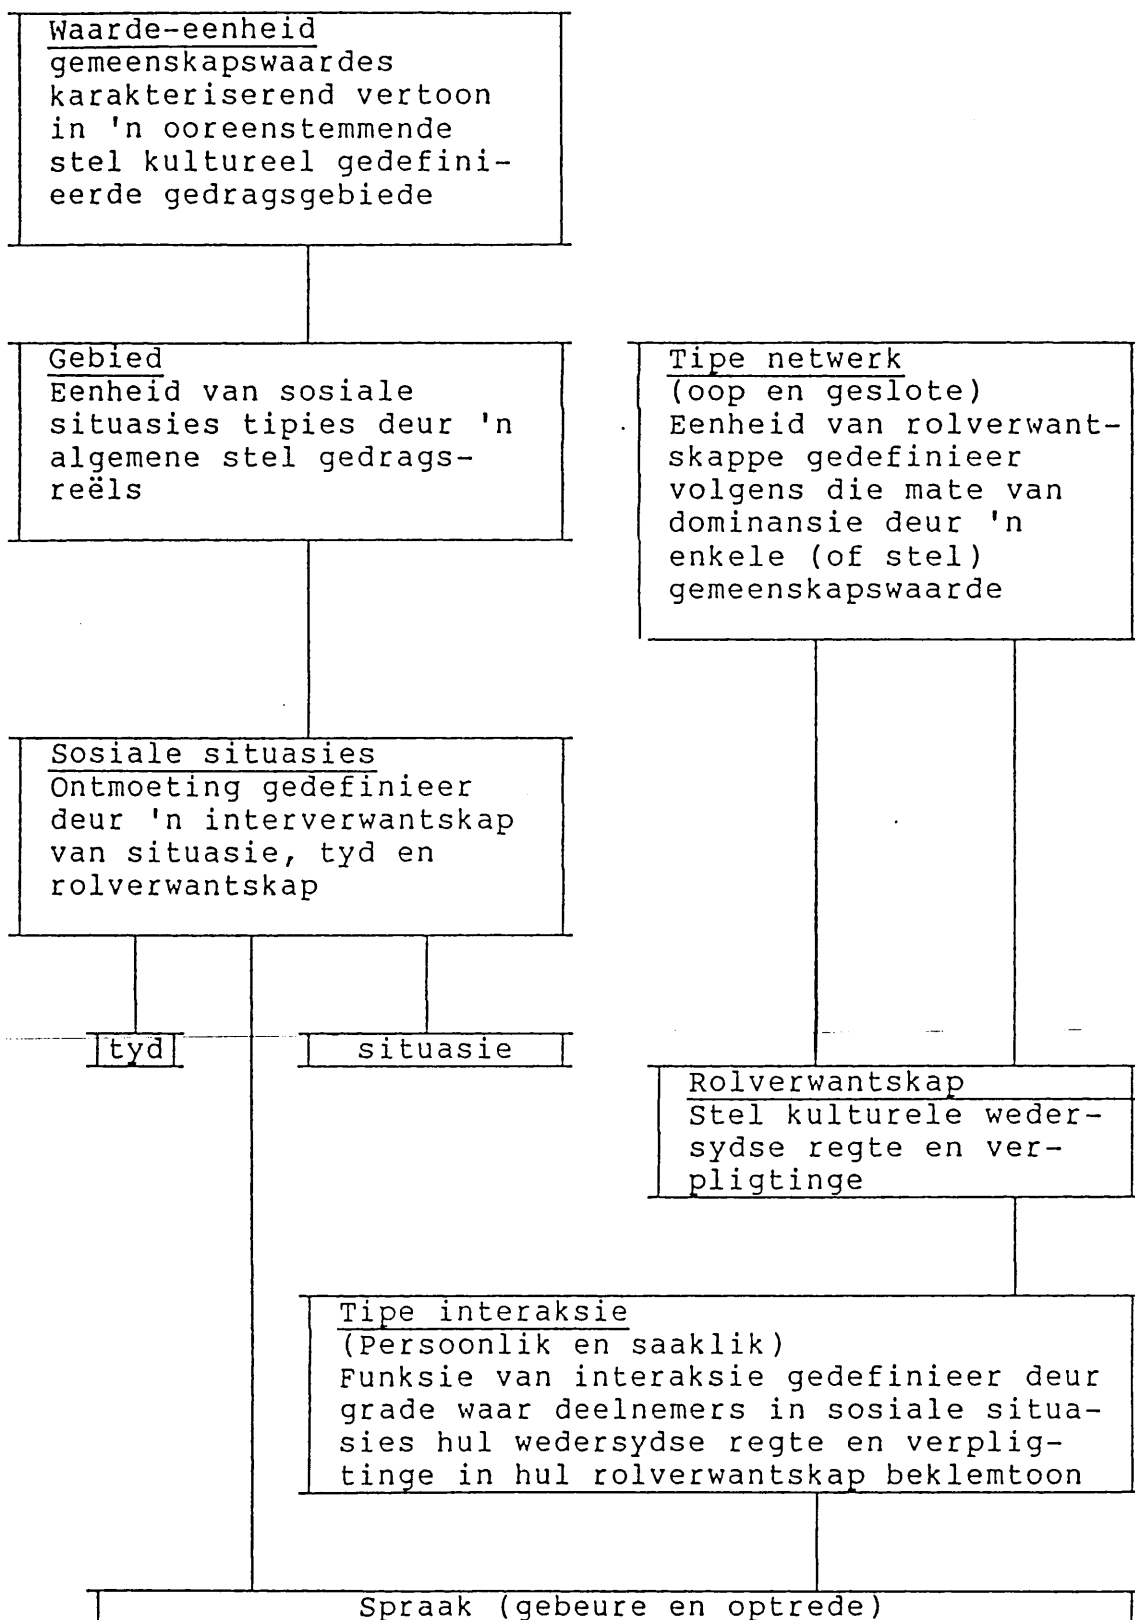 Waarde-eenheid
gemeenskapswaardes
karakteriserend vertoon
in 'n ooreenstemmende
stel kultureel gedefini-
eerde gedragsgebiede
Gebied
Eenheid van sosiale
situasies tipies deur 'n
algemene stel gedrags-
reëls
Tipe netwerk
(oop en geslote)
Eenheid van rolverwant-
skappe gedefinieer
volgens die mate van
dominansie deur 'n
enkele (of stel)
gemeenskapswaarde
Sosiale situasies
Ontmoeting gedefinieer
deur 'n interverwantskap
van situasie, tyd en
rolverwantskap
tyd
situasie
Rolverwantskap
Stel kulturele weder-
sydse regte en ver-
pligtinge
Tipe interaksie
(Persoonlik en saaklik)
Funksie van interaksie gedefinieer deur
grade waar deelnemers in sosiale situa-
sies hul wedersydse regte en verplig-
tinge in hul rolverwantskap beklemtoon
Spraak (gebeure en optrede)